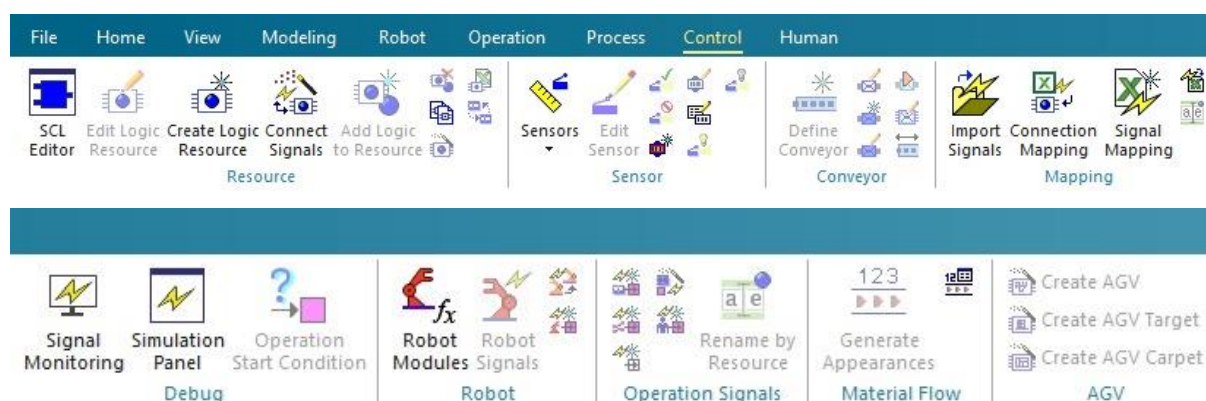 File Home View Modeling Robot Operation Process Control Human
SCL Editor
Edit Logic Resource
Create Logic Resource
Connect Signals
Add Logic to Resource
Resource
Sensors
Edit Sensor
Sensor
Define Conveyor
Conveyor
Import Signals
Connection Mapping
Signal Mapping
a e
Mapping
Signal Monitoring
Simulation Panel
Operation Start Condition
Debug
fx
Robot Modules
Robot Signals
Robot
a e
Rename by Resource
Operation Signals
123
Generate Appearances
12
Material Flow
Create AGV
Create AGV Target
Create AGV Carpet
AGV